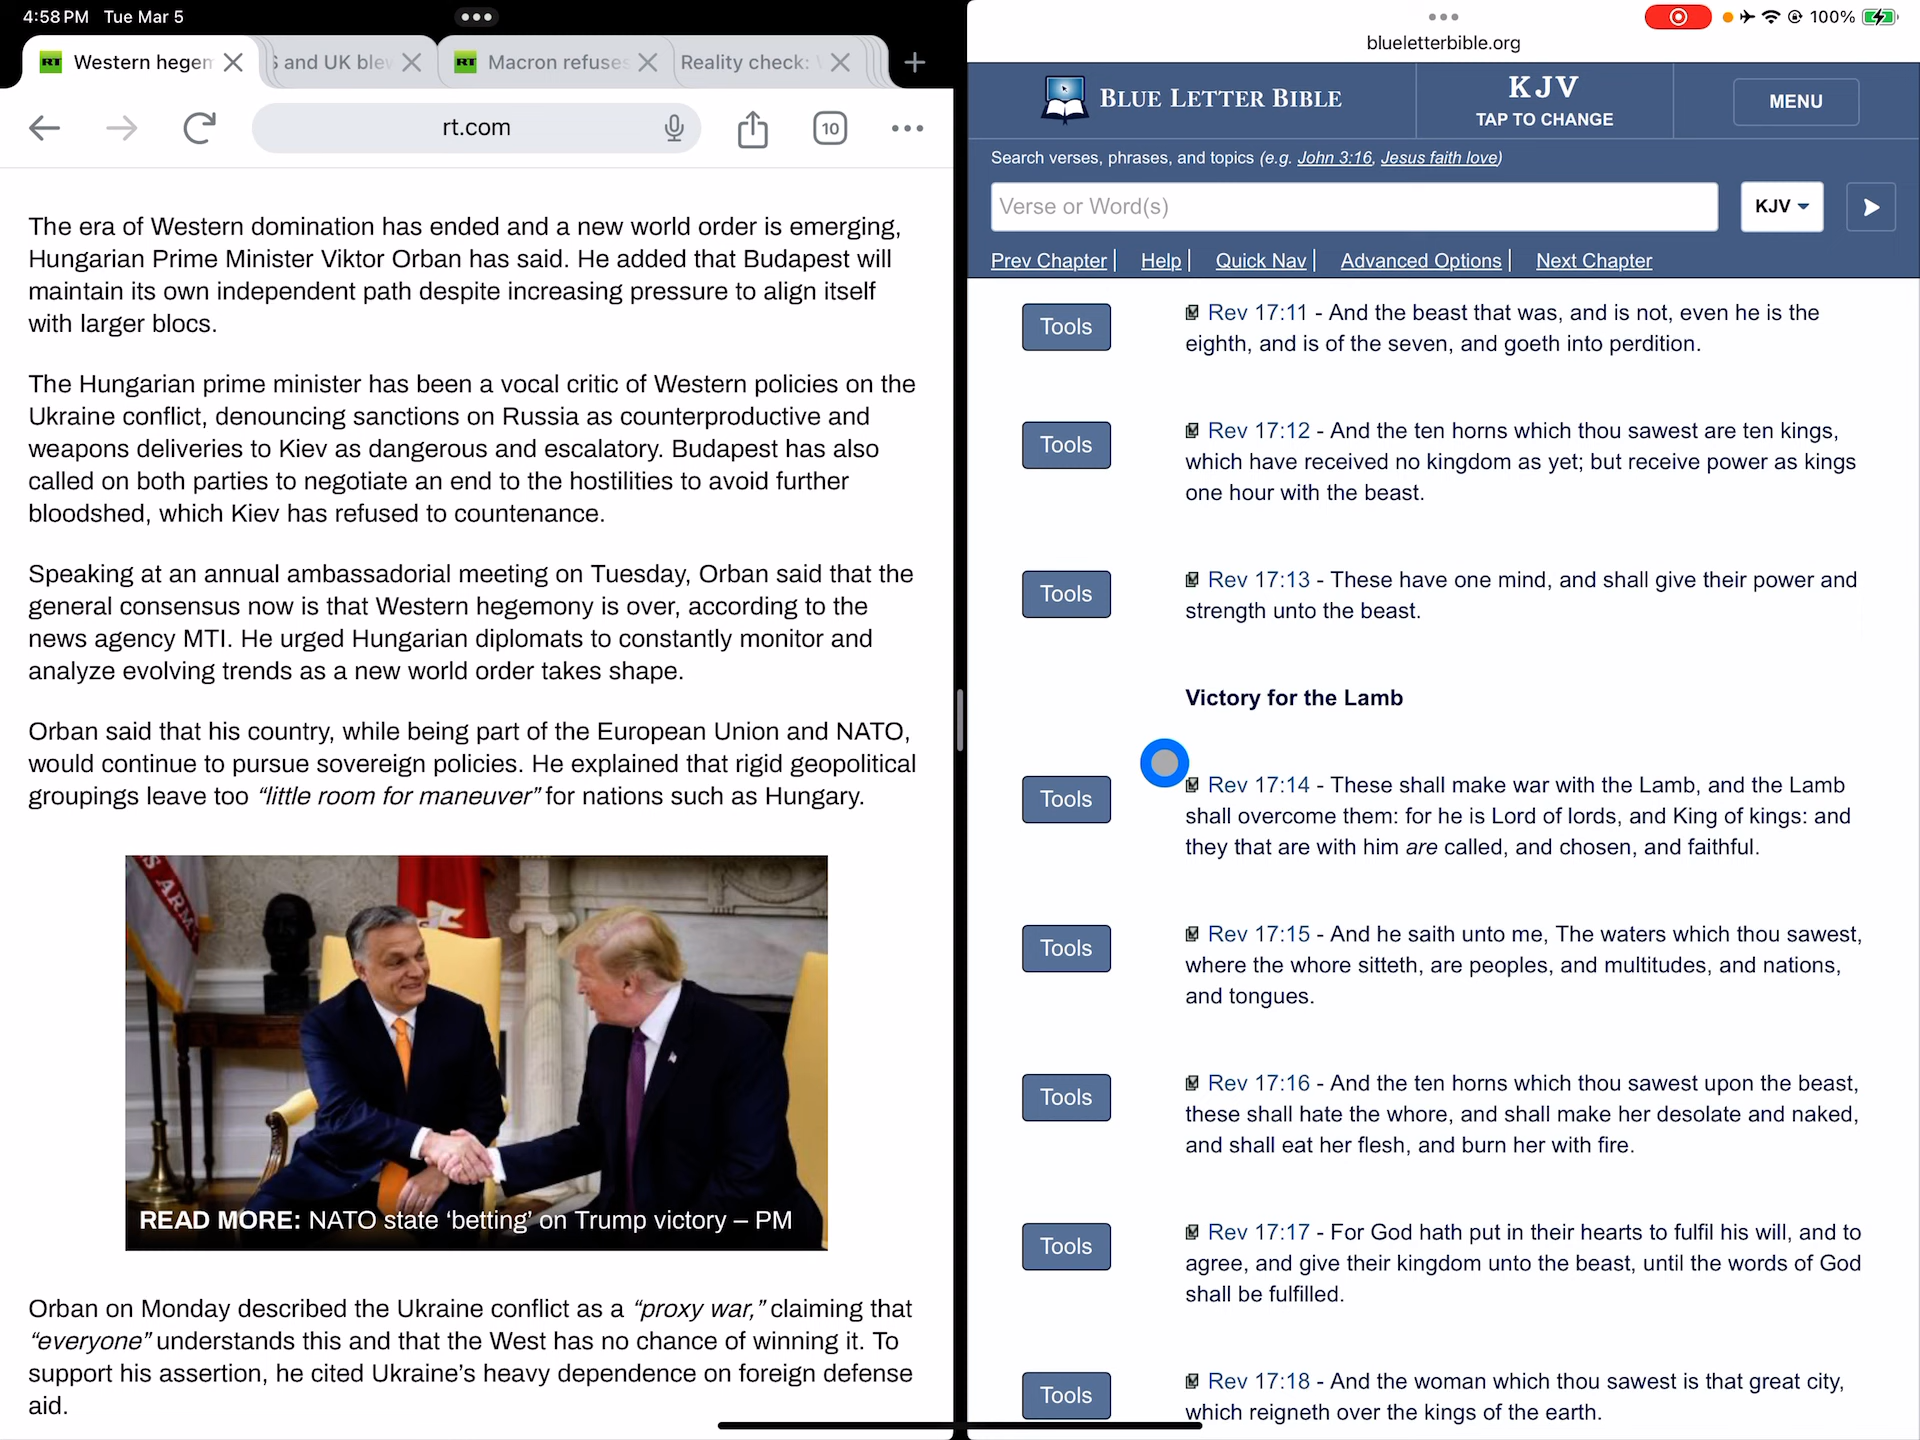 4:58 PM Tue Mar 5
RT Western hegem
and UK blew
RT Macron refuses
Reality check:
rt.com
10
The era of Western domination has ended and a new world order is emerging,
Hungarian Prime Minister Viktor Orban has said. He added that Budapest will
maintain its own independent path despite increasing pressure to align itself
with larger blocs.
The Hungarian prime minister has been a vocal critic of Western policies on the
Ukraine conflict, denouncing sanctions on Russia as counterproductive and
weapons deliveries to Kiev as dangerous and escalatory. Budapest has also
called on both parties to negotiate an end to the hostilities to avoid further
bloodshed, which Kiev has refused to countenance.
Speaking at an annual ambassadorial meeting on Tuesday, Orban said that the
general consensus now is that Western hegemony is over, according to the
news agency MTI. He urged Hungarian diplomats to constantly monitor and
analyze evolving trends as a new world order takes shape.
Orban said that his country, while being part of the European Union and NATO,
would continue to pursue sovereign policies. He explained that rigid geopolitical
groupings leave too “little room for maneuver” for nations such as Hungary.
READ MORE: NATO state ‘betting’ on Trump victory – PM
Orban on Monday described the Ukraine conflict as a “proxy war,” claiming that
“everyone” understands this and that the West has no chance of winning it. To
support his assertion, he cited Ukraine’s heavy dependence on foreign defense
aid.
100%
blueletterbible.org
BLUE LETTER BIBLE
KJV
TAP TO CHANGE
MENU
Search verses, phrases, and topics (e.g. John 3:16, Jesus faith love)
Verse or Word(s)
KJV
Prev Chapter | Help | Quick Nav | Advanced Options | Next Chapter
Tools
Rev 17:11 - And the beast that was, and is not, even he is the
eighth, and is of the seven, and goeth into perdition.
Tools
Rev 17:12 - And the ten horns which thou sawest are ten kings,
which have received no kingdom as yet; but receive power as kings
one hour with the beast.
Tools
Rev 17:13 - These have one mind, and shall give their power and
strength unto the beast.
Victory for the Lamb
Tools
Rev 17:14 - These shall make war with the Lamb, and the Lamb
shall overcome them: for he is Lord of lords, and King of kings: and
they that are with him are called, and chosen, and faithful.
Tools
Rev 17:15 - And he saith unto me, The waters which thou sawest,
where the whore sitteth, are peoples, and multitudes, and nations,
and tongues.
Tools
Rev 17:16 - And the ten horns which thou sawest upon the beast,
these shall hate the whore, and shall make her desolate and naked,
and shall eat her flesh, and burn her with fire.
Tools
Rev 17:17 - For God hath put in their hearts to fulfil his will, and to
agree, and give their kingdom unto the beast, until the words of God
shall be fulfilled.
Tools
Rev 17:18 - And the woman which thou sawest is that great city,
which reigneth over the kings of the earth.